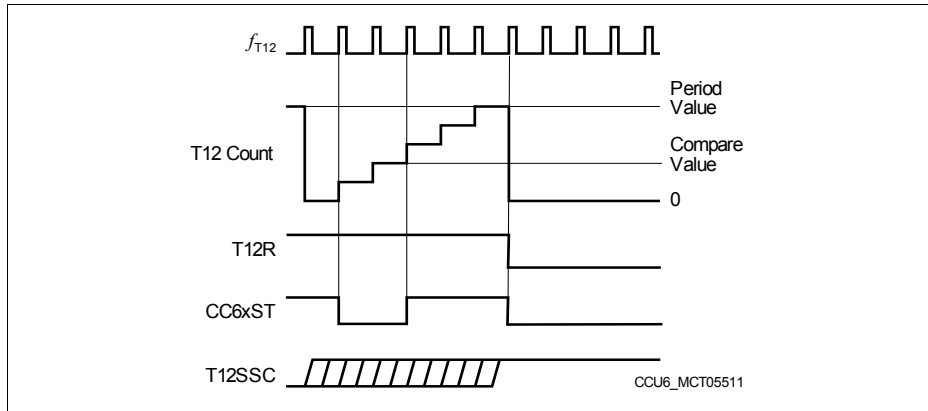 fT12
Period
Value
T12 Count
Compare
Value
0
T12R
CC6xST
T12SSC
CCU6_MCT05511